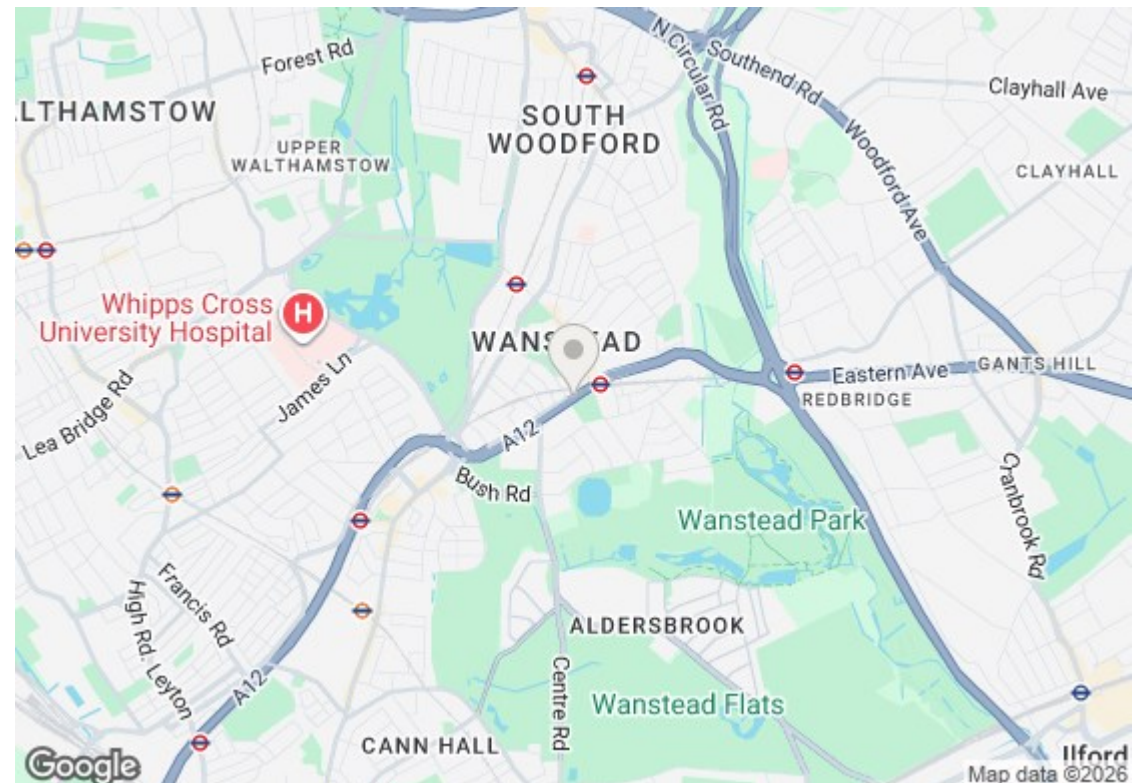 Forest Rd
N Circular Rd
Southend Rd
Clayhall Ave
LTHAMSTOW
SOUTH
WOODFORD
UPPER
WALTHAMSTOW
Woodford Ave
CLAYHALL
Whipps Cross
University Hospital
H
WANSTEAD
James Ln
GANTS HILL
Eastern Ave
REDBRIDGE
Lea Bridge Rd
A12
Bush Rd
Cranbrook Rd
Wanstead Park
Francis Rd
High Rd. Leyton
ALDERSBROOK
Centre Rd
A12
Wanstead Flats
CANN HALL
Ilford
Google
Map data ©2026